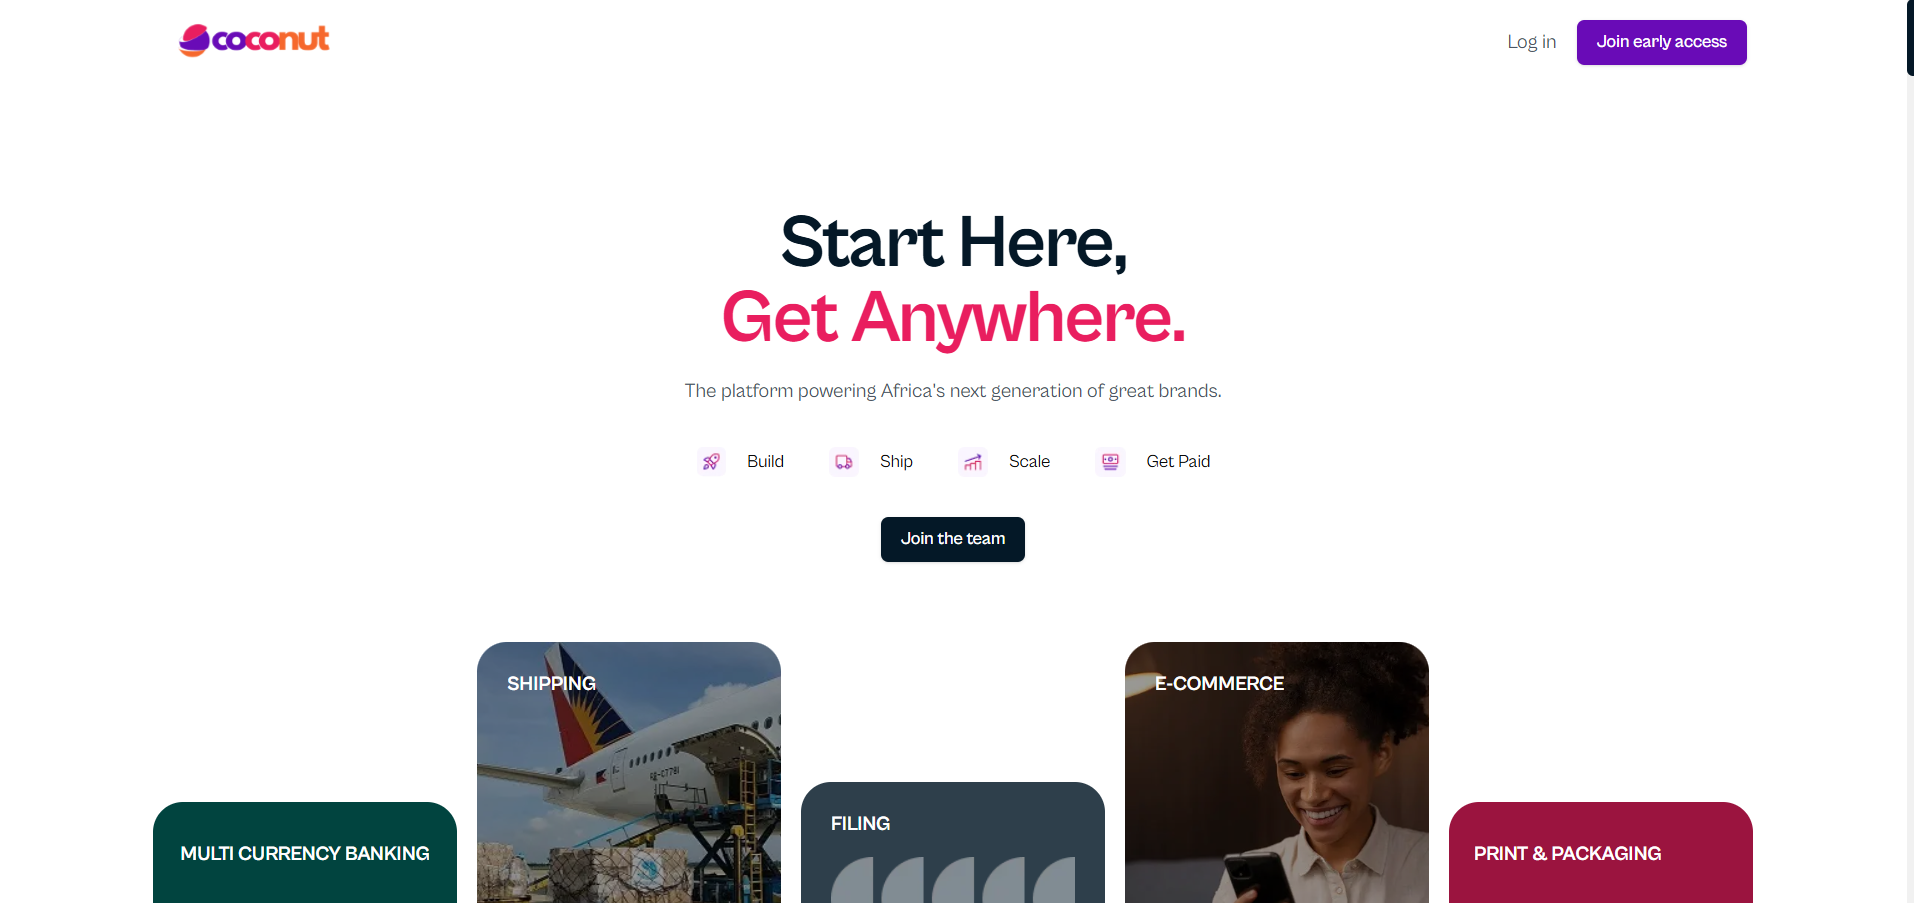 coconut
Log in
Join early access
Start Here,
Get Anywhere.
The platform powering Africa's next generation of great brands.
Build
Ship
Scale
Get Paid
Join the team
SHIPPING
E-COMMERCE
FILING
MULTI CURRENCY BANKING
PRINT & PACKAGING